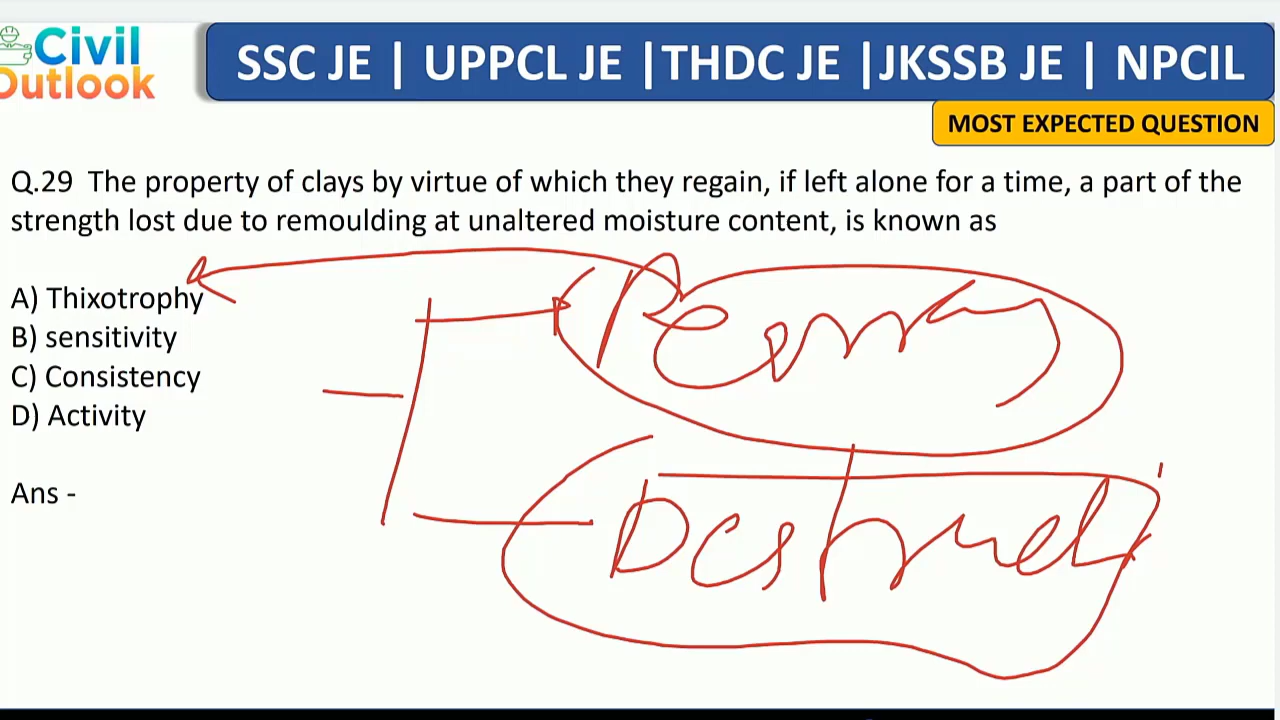 Civil
Outlook
SSC JE | UPPCL JE |THDC JE |JKSSB JE | NPCIL
MOST EXPECTED QUESTION
Q.29 The property of clays by virtue of which they regain, if left alone for a time, a part of the
strength lost due to remoulding at unaltered moisture content, is known as
A) Thixotrophy
B) sensitivity
C) Consistency
D) Activity
Ans -